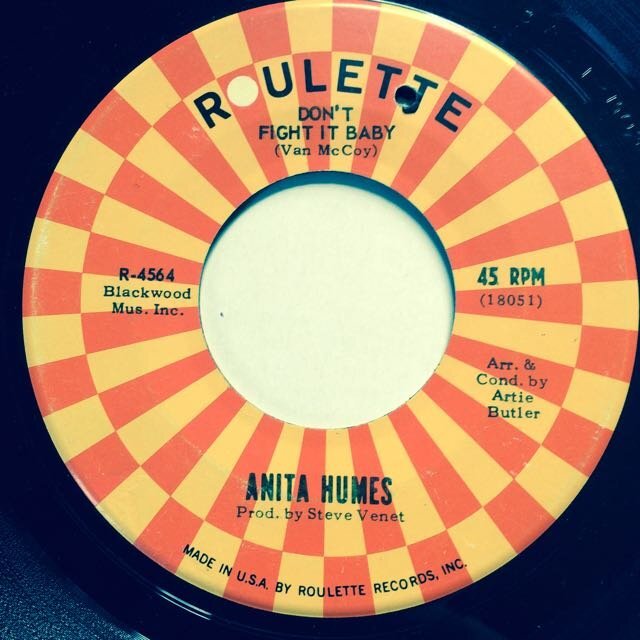 ROULETTE
DON'T
FIGHT IT BABY
(Van McCoy)
R-4564
Blackwood
Mus. Inc.
45 RPM
(18051)
Arr. &
Cond. by
Artie
Butler
ANITA HUMES
Prod. by Steve Venet
MADE IN U.S.A. BY ROULETTE RECORDS, INC.